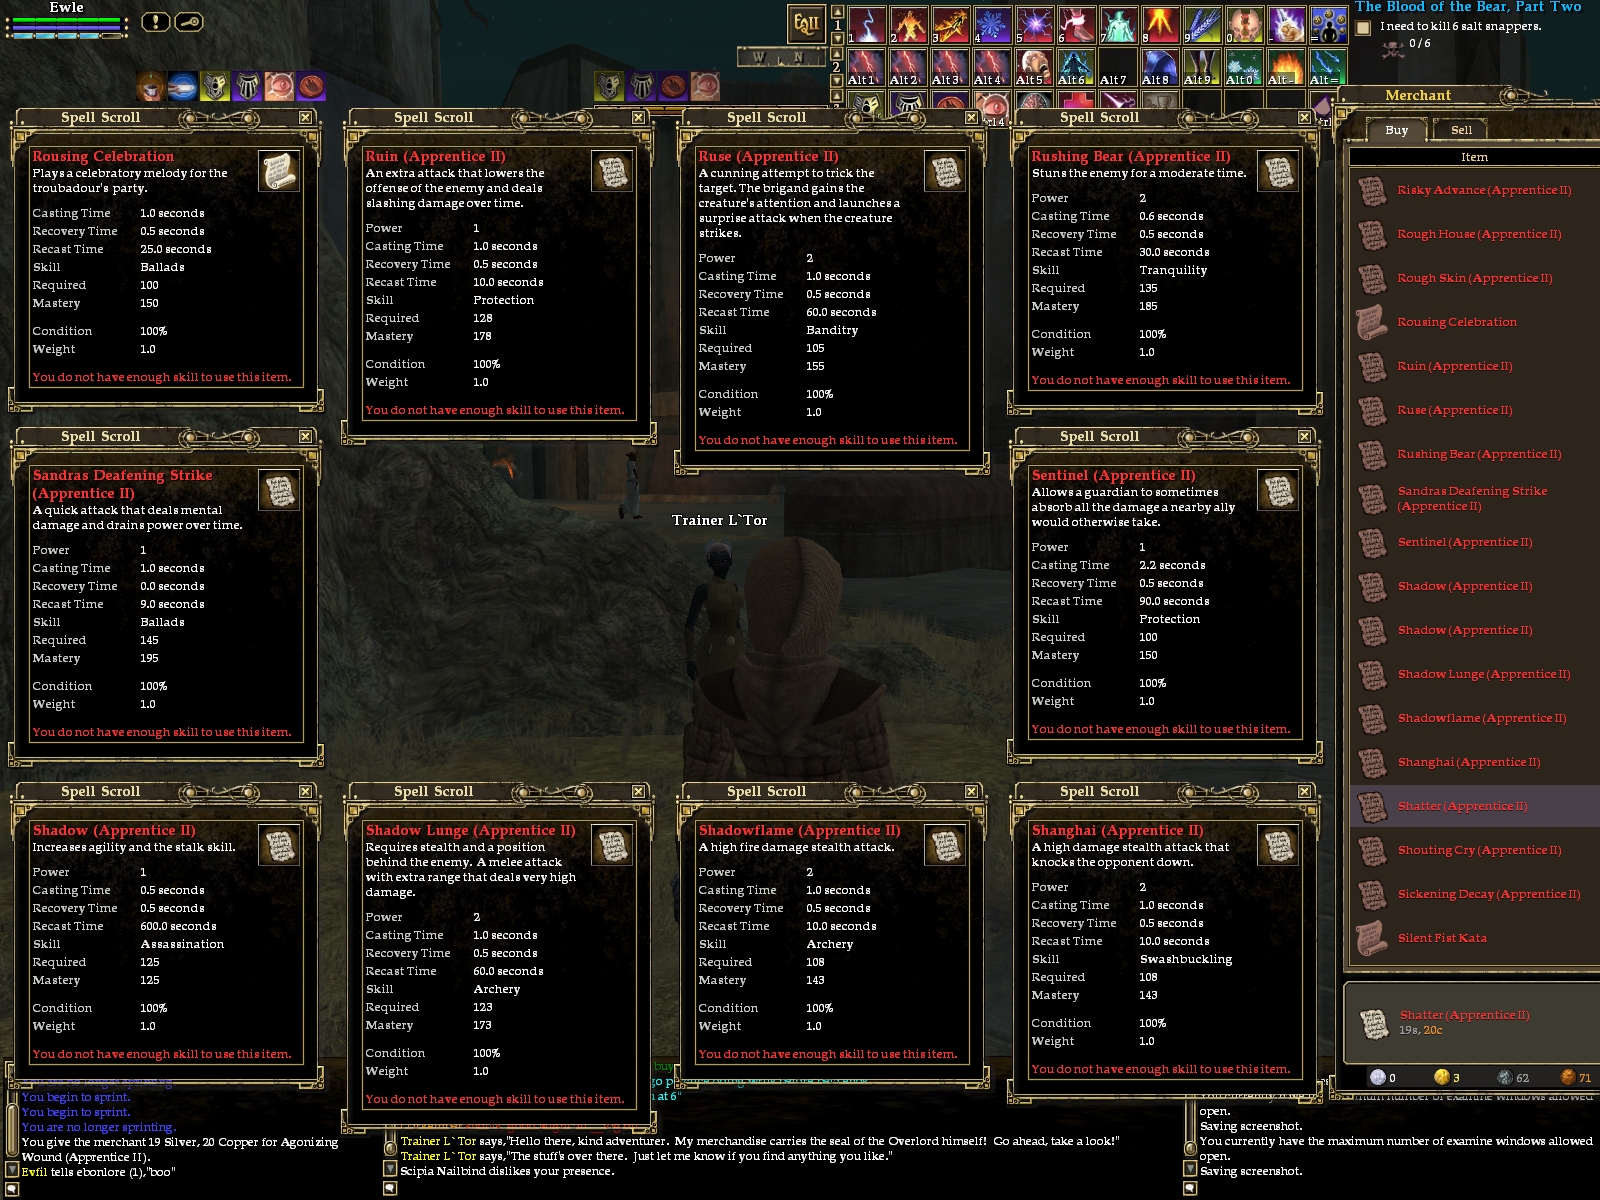 Ewle
The Blood of the Bear, Part Two
I need to kill 6 salt snappers.
0/6
EQII
W N
1 2 3 4 5 6 7 8 9 0 - =
1
Alt1 Alt2 Alt3 Alt4 Alt5 Alt6 Alt7 Alt8 Alt9 Alt0 Alt- Alt=
2
Spell Scroll
Rousing Celebration
Plays a celebratory melody for the
troubadour's party.
Casting Time 1.0 seconds
Recovery Time 0.5 seconds
Recast Time 25.0 seconds
Skill Ballads
Required 100
Mastery 150
Condition 100%
Weight 1.0
You do not have enough skill to use this item.
Spell Scroll
Ruin (Apprentice II)
An extra attack that lowers the
offense of the enemy and deals
slashing damage over time.
Power 1
Casting Time 1.0 seconds
Recovery Time 0.5 seconds
Recast Time 10.0 seconds
Skill Protection
Required 128
Mastery 178
Condition 100%
Weight 1.0
You do not have enough skill to use this item.
Spell Scroll
Ruse (Apprentice II)
A cunning attempt to trick the
target. The brigand gains the
creature's attention and launches a
surprise attack when the creature
strikes.
Power 2
Casting Time 1.0 seconds
Recovery Time 0.5 seconds
Recast Time 60.0 seconds
Skill Banditry
Required 105
Mastery 155
Condition 100%
Weight 1.0
You do not have enough skill to use this item.
Spell Scroll
Rushing Bear (Apprentice II)
Stuns the enemy for a moderate time.
Power 2
Casting Time 0.6 seconds
Recovery Time 0.5 seconds
Recast Time 30.0 seconds
Skill Tranquility
Required 135
Mastery 185
Condition 100%
Weight 1.0
You do not have enough skill to use this item.
Spell Scroll
Sandras Deafening Strike
(Apprentice II)
A quick attack that deals mental
damage and drains power over time.
Power 1
Casting Time 1.0 seconds
Recovery Time 0.0 seconds
Recast Time 9.0 seconds
Skill Ballads
Required 145
Mastery 195
Condition 100%
Weight 1.0
You do not have enough skill to use this item.
Trainer L`Tor
Spell Scroll
Sentinel (Apprentice II)
Allows a guardian to sometimes
absorb all the damage a nearby ally
would otherwise take.
Power 1
Casting Time 2.2 seconds
Recovery Time 0.5 seconds
Recast Time 90.0 seconds
Skill Protection
Required 100
Mastery 150
Condition 100%
Weight 1.0
You do not have enough skill to use this item.
Spell Scroll
Shadow (Apprentice II)
Increases agility and the stalk skill.
Power 1
Casting Time 0.5 seconds
Recovery Time 0.5 seconds
Recast Time 600.0 seconds
Skill Assassination
Required 125
Mastery 125
Condition 100%
Weight 1.0
You do not have enough skill to use this item.
Spell Scroll
Shadow Lunge (Apprentice II)
Requires stealth and a position
behind the enemy. A melee attack
with extra range that deals very high
damage.
Power 2
Casting Time 1.0 seconds
Recovery Time 0.5 seconds
Recast Time 60.0 seconds
Skill Archery
Required 123
Mastery 173
Condition 100%
Weight 1.0
You do not have enough skill to use this item.
Spell Scroll
Shadowflame (Apprentice II)
A high fire damage stealth attack.
Power 2
Casting Time 1.0 seconds
Recovery Time 0.5 seconds
Recast Time 10.0 seconds
Skill Archery
Required 108
Mastery 143
Condition 100%
Weight 1.0
You do not have enough skill to use this item.
Spell Scroll
Shanghai (Apprentice II)
A high damage stealth attack that
knocks the opponent down.
Power 2
Casting Time 1.0 seconds
Recovery Time 0.5 seconds
Recast Time 10.0 seconds
Skill Swashbuckling
Required 108
Mastery 143
Condition 100%
Weight 1.0
You do not have enough skill to use this item.
Merchant
Buy Sell
Item
Risky Advance (Apprentice II)
Rough House (Apprentice II)
Rough Skin (Apprentice II)
Rousing Celebration
Ruin (Apprentice II)
Ruse (Apprentice II)
Rushing Bear (Apprentice II)
Sandras Deafening Strike
(Apprentice II)
Sentinel (Apprentice II)
Shadow (Apprentice II)
Shadow (Apprentice II)
Shadow Lunge (Apprentice II)
Shadowflame (Apprentice II)
Shanghai (Apprentice II)
Shatter (Apprentice II)
Shouting Cry (Apprentice II)
Sickening Decay (Apprentice II)
Silent Fist Kata
Shatter (Apprentice II)
19s, 20c
0 3 62 71
You begin to sprint.
You begin to sprint.
You are no longer sprinting.
You give the merchant 19 Silver, 20 Copper for Agonizing
Wound (Apprentice II).
Evfil tells ebonlore (1),"boo"
buy
at 6"
Trainer L`Tor says,"Hello there, kind adventurer. My merchandise carries the seal of the Overlord himself! Go ahead, take a look!"
Trainer L`Tor says,"The stuff's over there. Just let me know if you find anything you like."
Scipia Nailbind dislikes your presence.
open.
Saving screenshot.
You currently have the maximum number of examine windows allowed
open.
Saving screenshot.